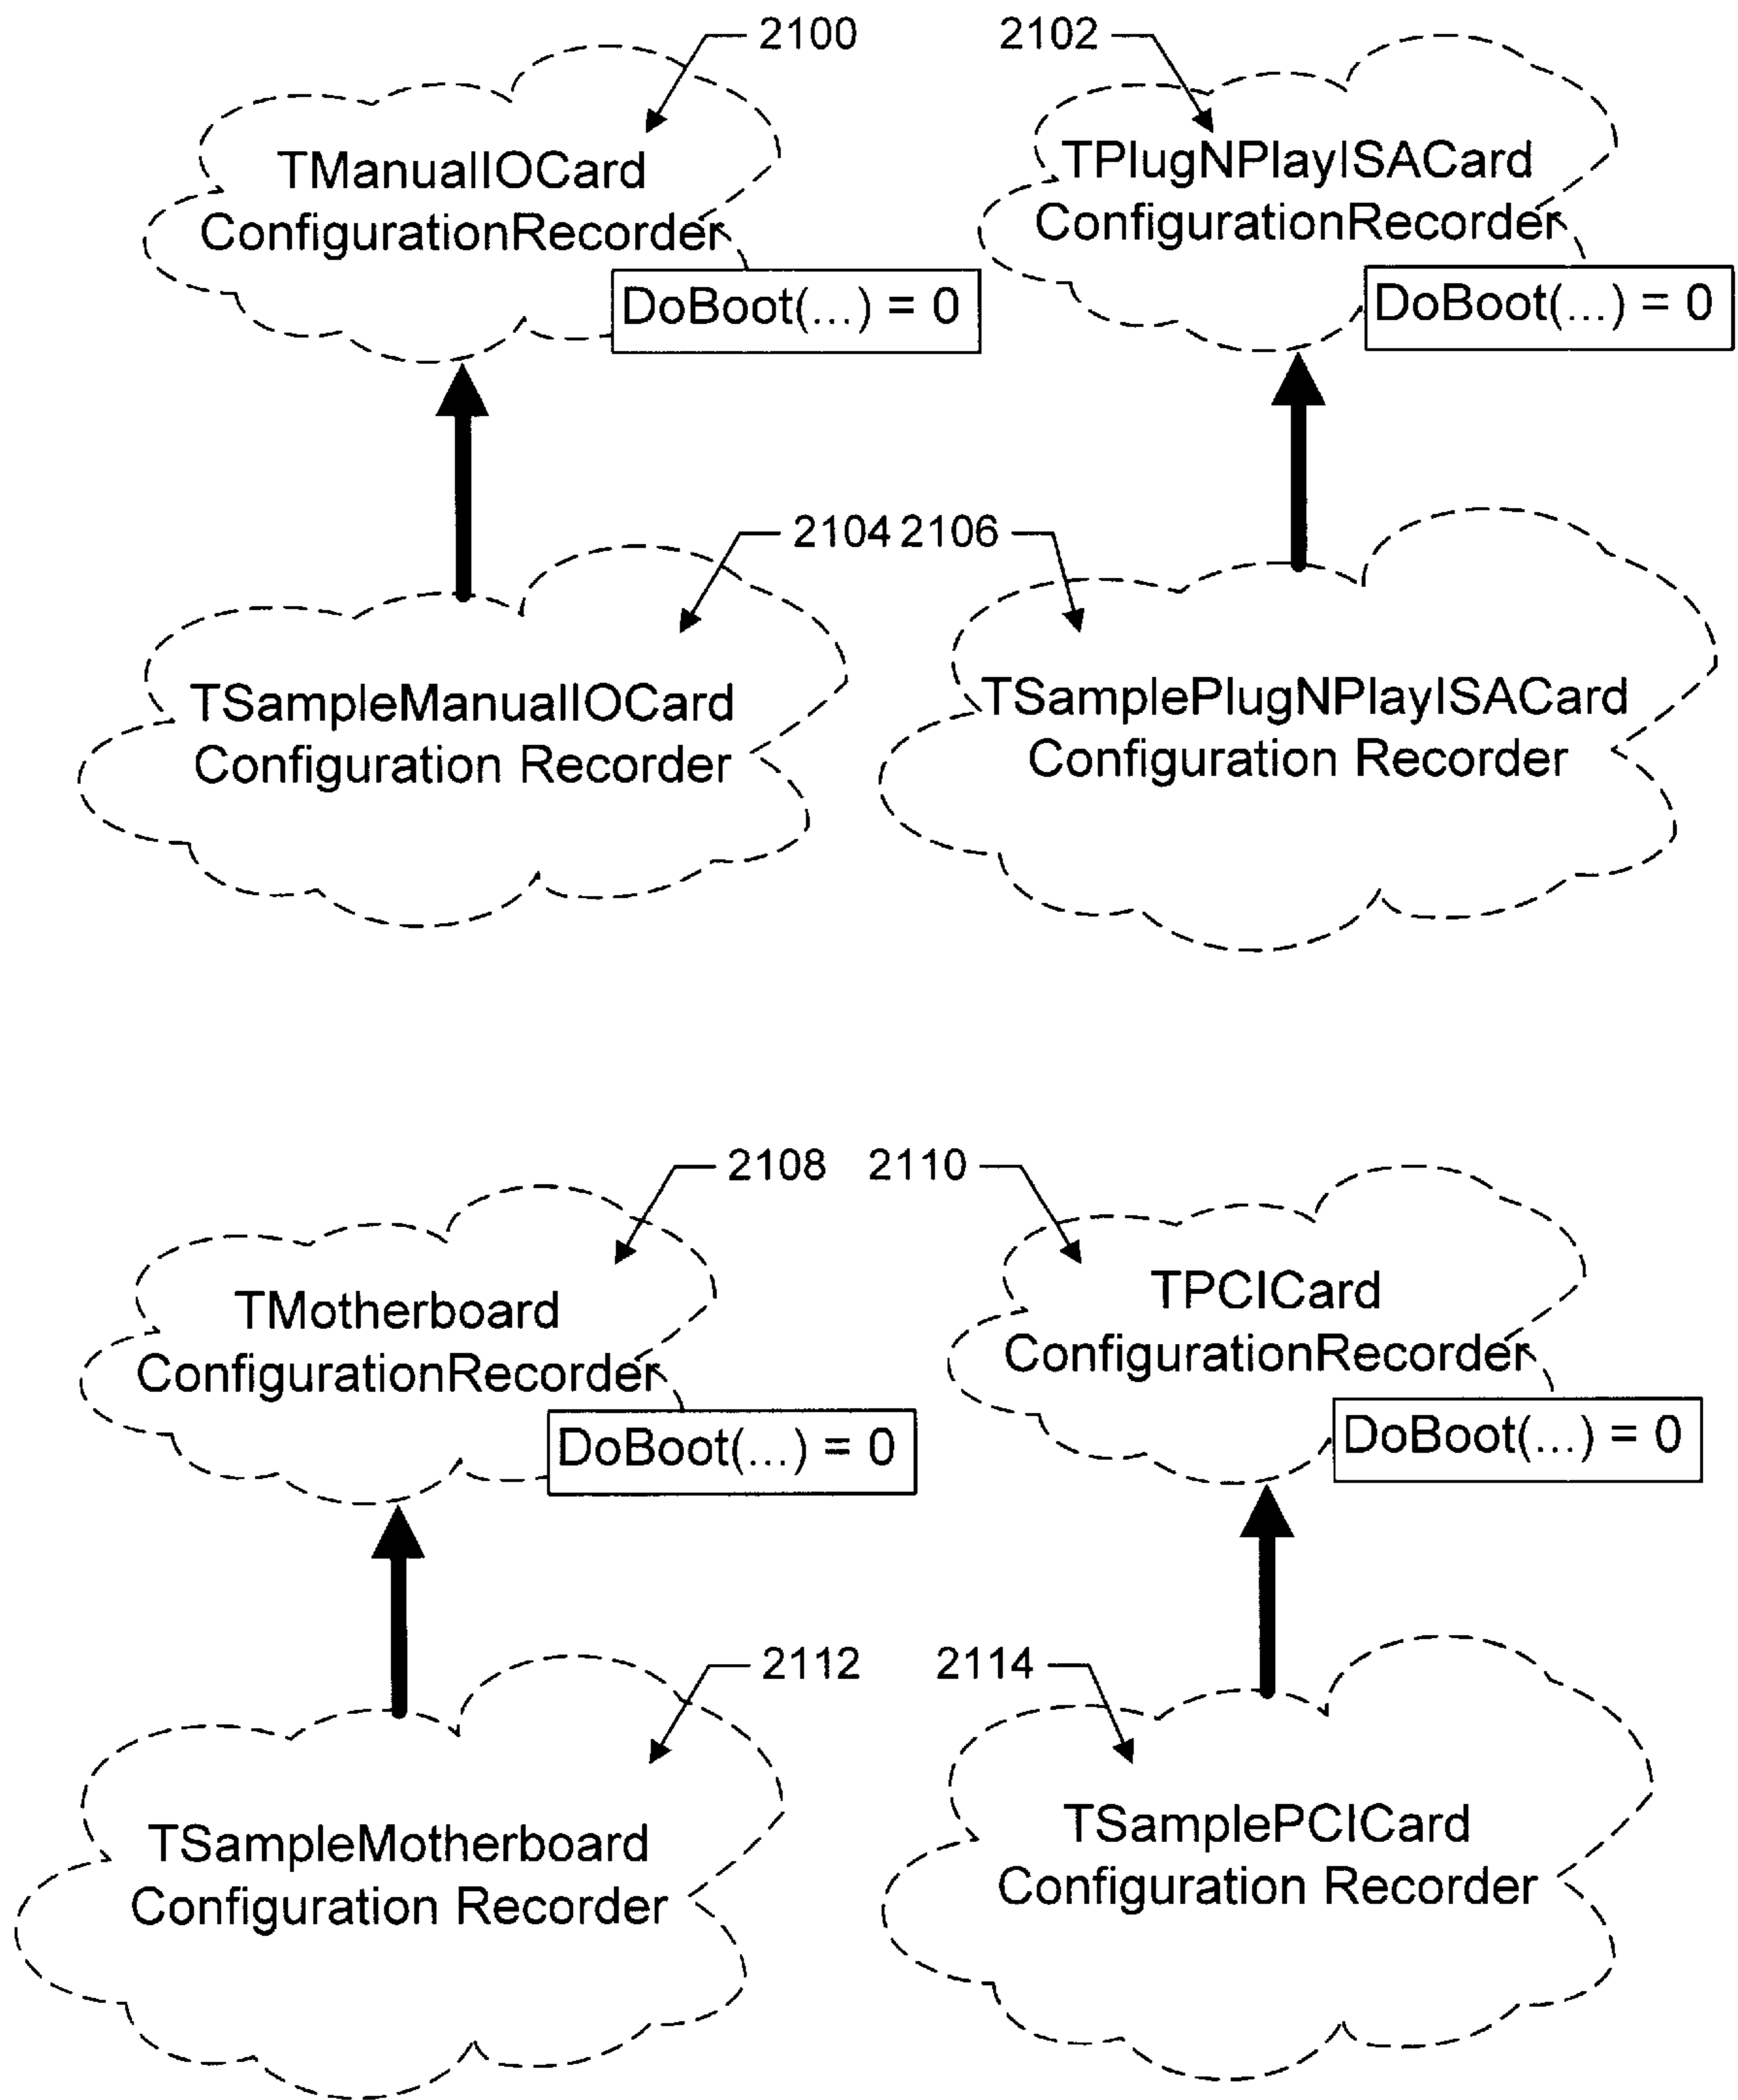 2100
2102
TManualIOCard
ConfigurationRecorder
DoBoot(...) = 0
TPlugNPlayISACard
ConfigurationRecorder
DoBoot(...) = 0
2104
2106
TSampleManualIOCard
Configuration Recorder
TSamplePlugNPlayISACard
Configuration Recorder
2108
2110
TMotherboard
ConfigurationRecorder
DoBoot(...) = 0
TPCICard
ConfigurationRecorder
DoBoot(...) = 0
2112
2114
TSampleMotherboard
Configuration Recorder
TSamplePCICard
Configuration Recorder